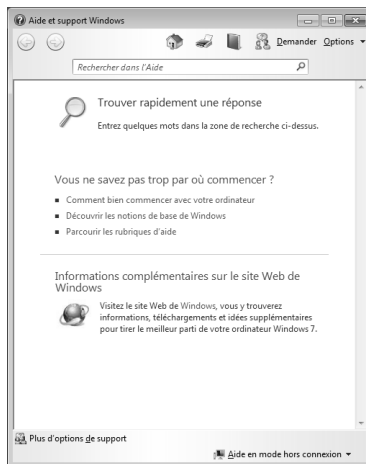 Aide et support Windows
Demander Options
Rechercher dans l'Aide
Trouver rapidement une réponse
Entrez quelques mots dans la zone de recherche ci-dessus.
Vous ne savez pas trop par où commencer ?
Comment bien commencer avec votre ordinateur
Découvrir les notions de base de Windows
Parcourir les rubriques d'aide
Informations complémentaires sur le site Web de
Windows
Visitez le site Web de Windows, vous y trouverez
informations, téléchargements et idées supplémentaires
pour tirer le meilleur parti de votre ordinateur Windows 7.
Plus d'options de support
Aide en mode hors connexion